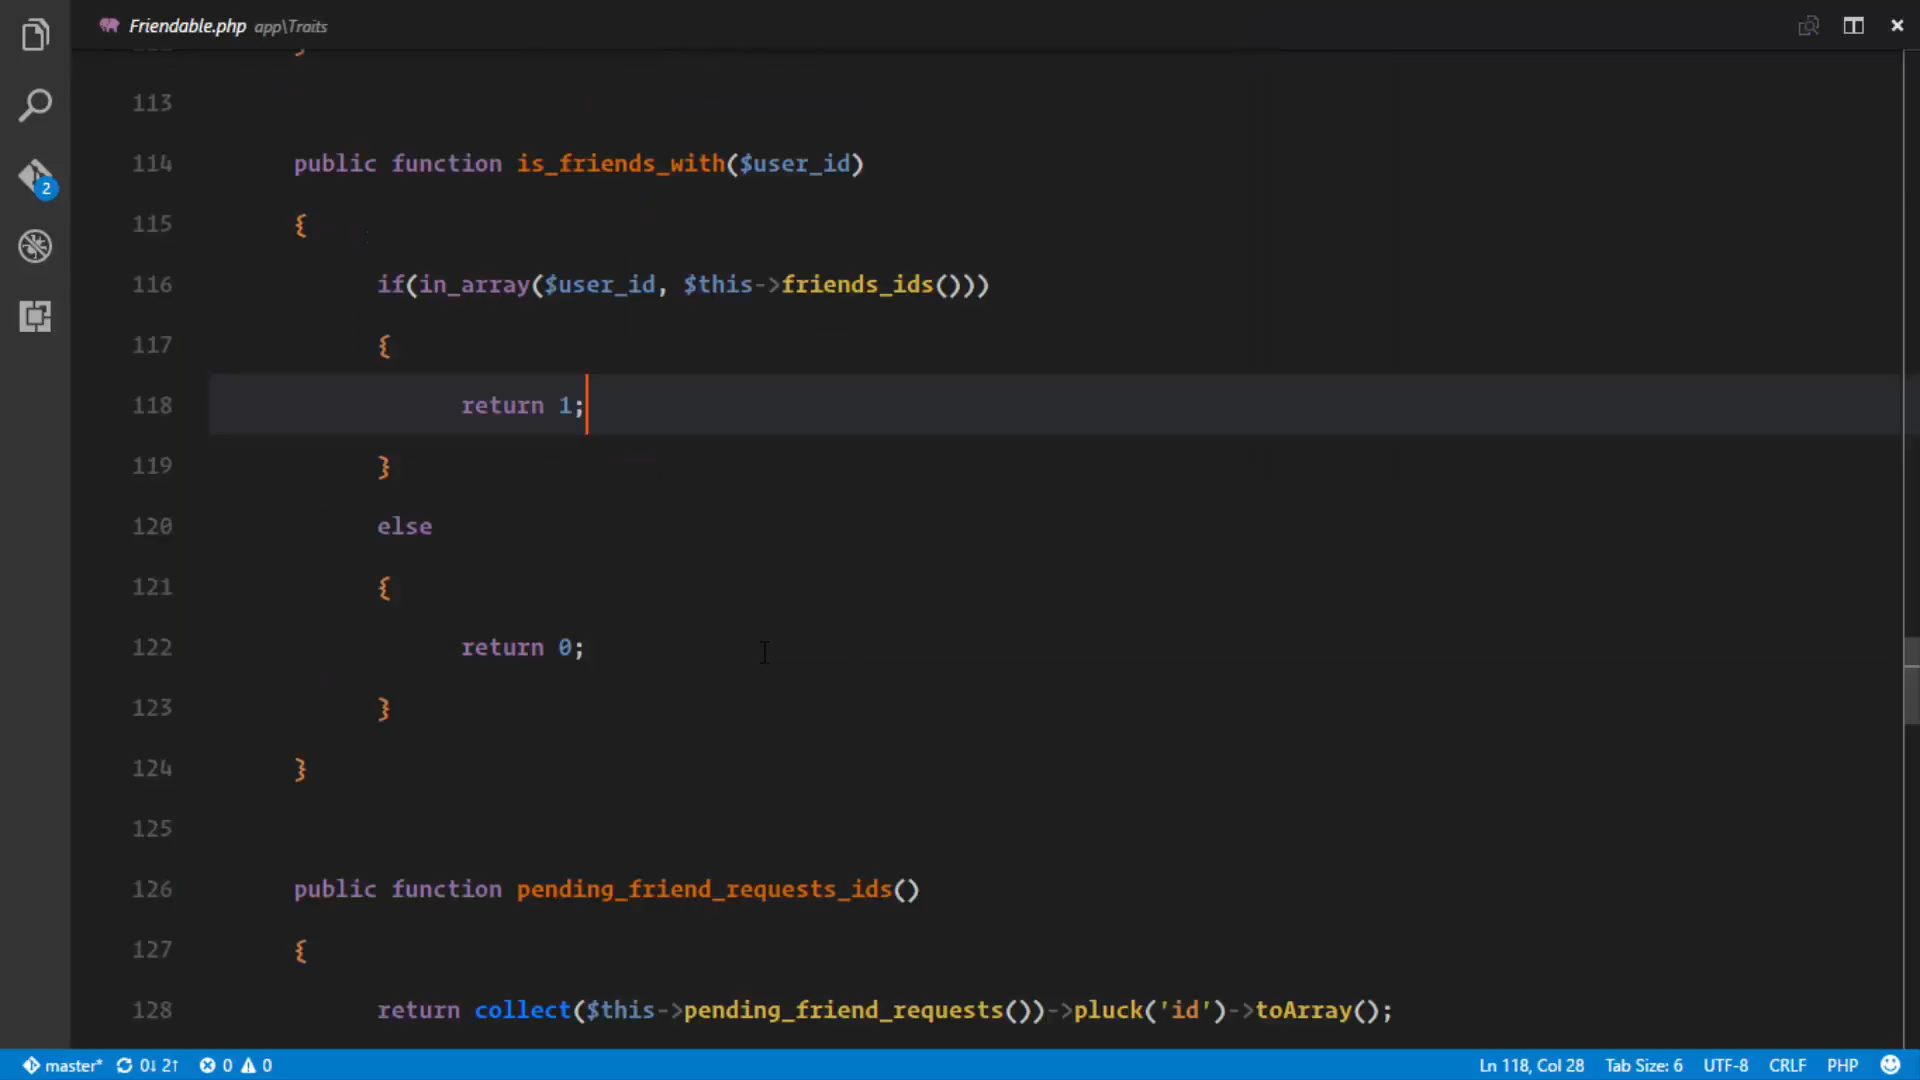 Friendable.php app\Traits
113
114 public function is_friends_with($user_id)
115 {
116 if(in_array($user_id, $this->friends_ids()))
117 {
118 return 1;
119 }
120 else
121 {
122 return 0;
123 }
124 }
125
126 public function pending_friend_requests_ids()
127 {
128 return collect($this->pending_friend_requests())->pluck('id')->toArray();
2
master* 0↓ 2↑ 0 0 Ln 118, Col 28 Tab Size: 6 UTF-8 CRLF PHP